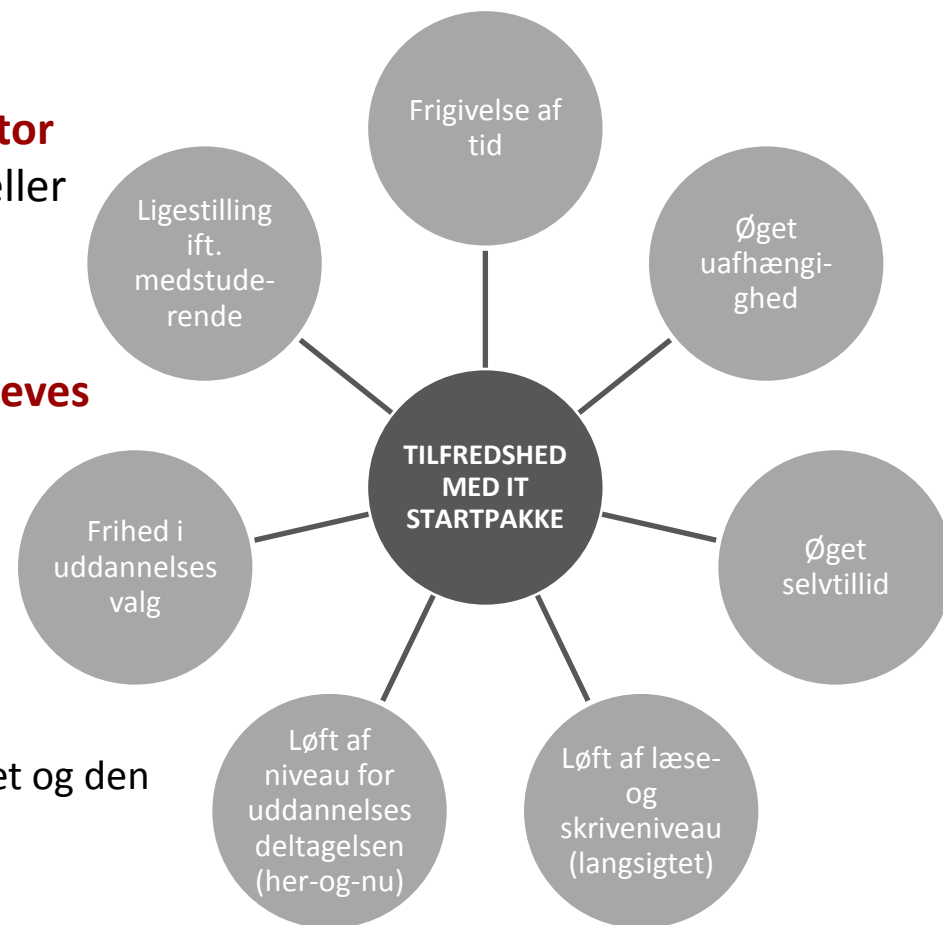 tor
eller
eves
et og den
Frigivelse af
tid
Øget
uafhængi-
ghed
Øget
selvtillid
Løft af læse-
og
skriveniveau
(langsigtet)
Løft af
niveau for
uddannelses
deltagelsen
(her-og-nu)
Frihed i
uddannelses
valg
Ligestilling
ift.
medstude-
rende
TILFREDSHED
MED IT
STARTPAKKE